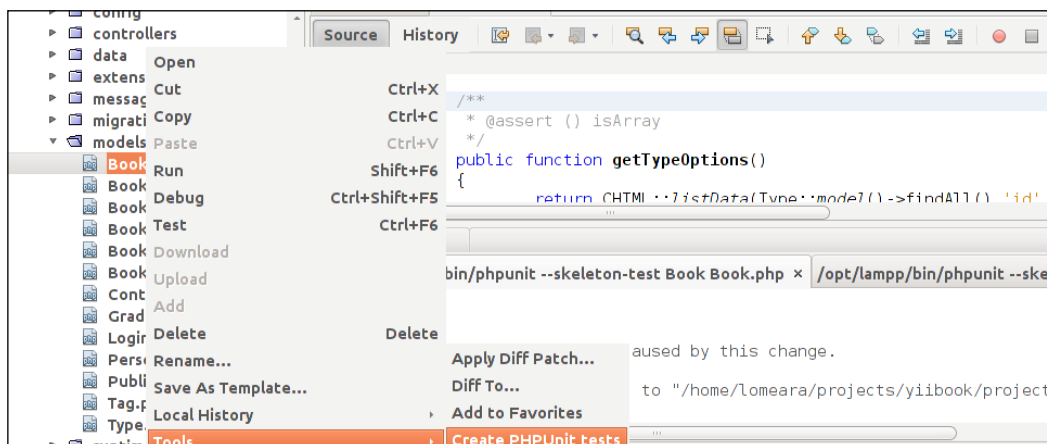 config
controllers
data
extens
messag
migrati
models
Book
Book
Book
Book
Book
Book
Cont
Grad
Login
Pers
Publi
Tag.p
Type.
Open
Cut Ctrl+X
Copy Ctrl+C
Paste Ctrl+V
Run Shift+F6
Debug Ctrl+Shift+F5
Test Ctrl+F6
Download
Upload
Add
Delete Delete
Rename...
Save As Template...
Local History
Tools
Apply Diff Patch...
Diff To...
Add to Favorites
Create PHPUnit tests
Source History
/**
* @assert () isArray
*/
public function getTypeOptions()
{
return CHTML::listData(Type::model()->findAll() 'id'
bin/phpunit --skeleton-test Book Book.php × /opt/lampp/bin/phpunit --ske
aused by this change.
to "/home/lomeara/projects/yiibook/project